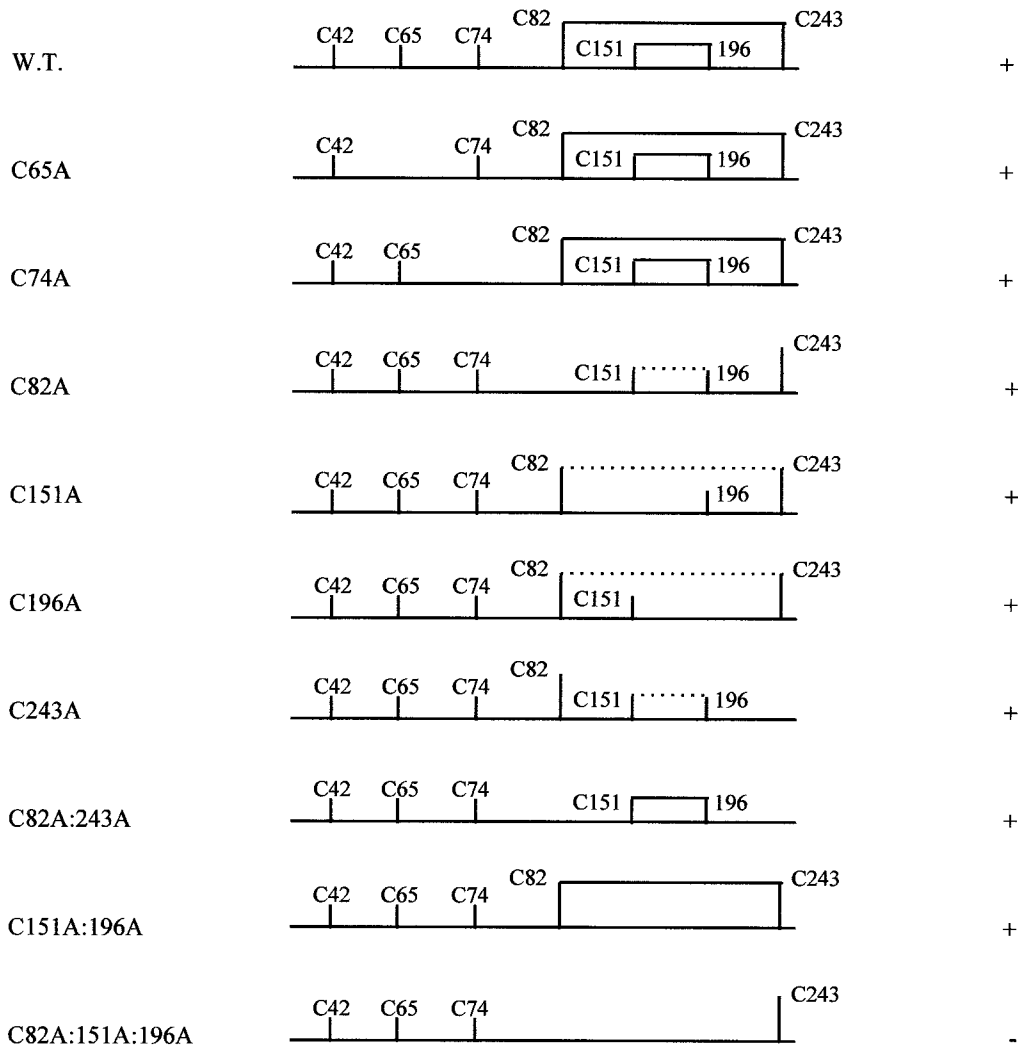 C82 C243
C42 C65 C74 C151 196
W.T. +
C82 C243
C42 C74 C151 196
C65A +
C82 C243
C42 C65 C151 196
C74A +
C243
C42 C65 C74 C151 196
C82A +
C82 C243
C42 C65 C74 196
C151A +
C82 C243
C42 C65 C74 C151
C196A +
C82
C42 C65 C74 C151 196
C243A +
C42 C65 C74 C151 196
C82A:243A +
C82 C243
C42 C65 C74
C151A:196A +
C243
C42 C65 C74
C82A:151A:196A -